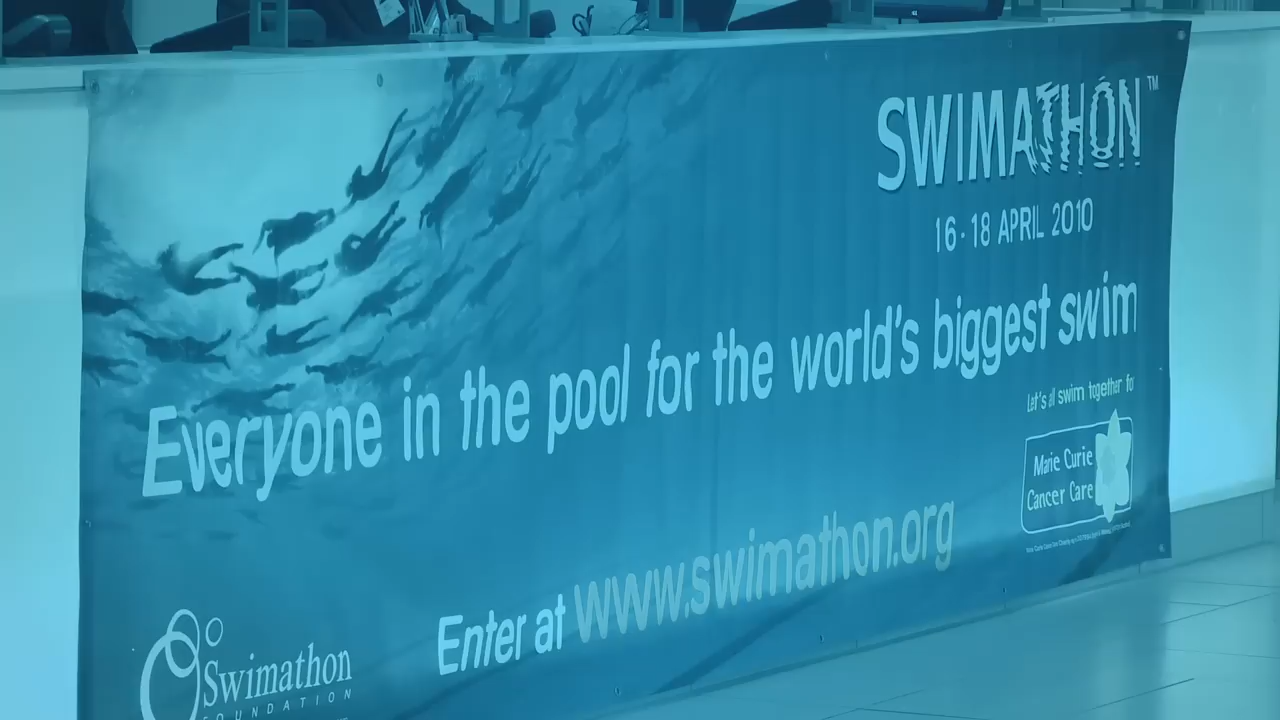 SWIMATHON™
16-18 APRIL 2010
Everyone in the pool for the world's biggest swim
Let's all swim together fo
Marie Curie
Cancer Care
Enter at www.swimathon.org
Swimathon
FOUNDATION